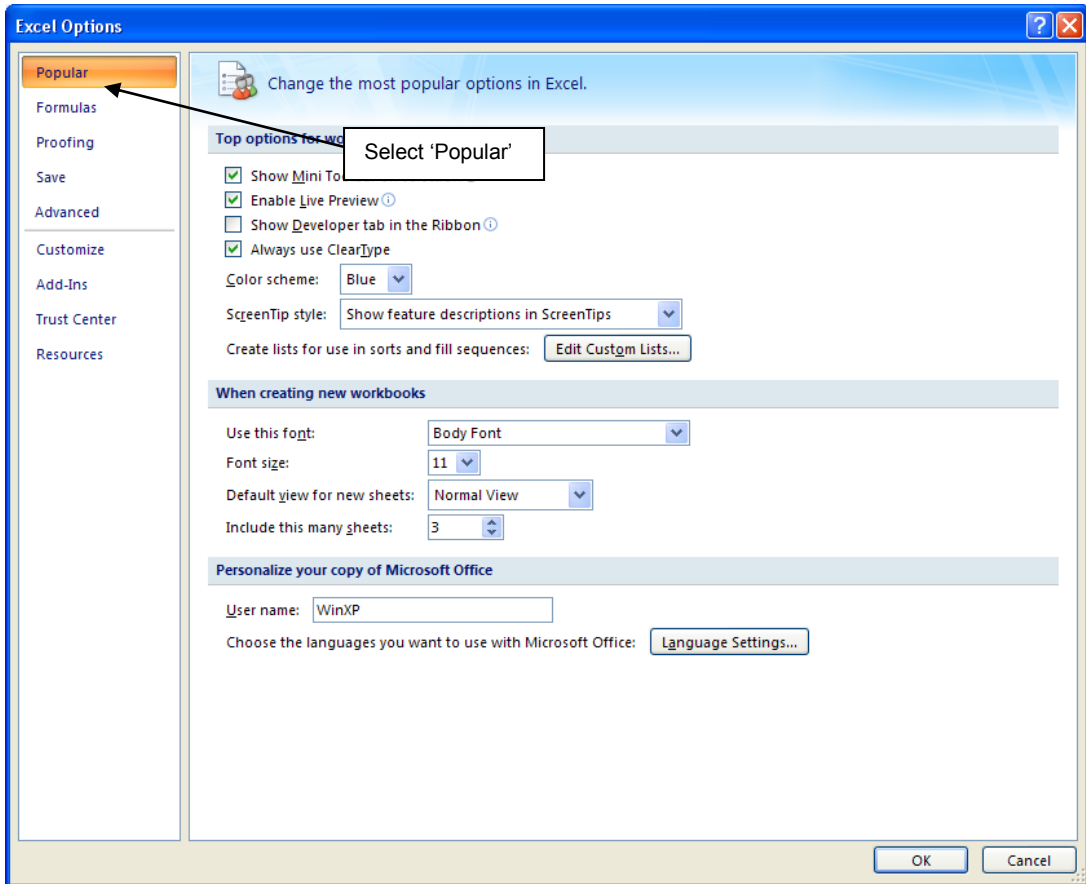 Excel Options
Popular
Formulas
Proofing
Save
Advanced
Customize
Add-Ins
Trust Center
Resources
Change the most popular options in Excel.
Top options for wo
Select ‘Popular’
Show Mini To
Enable Live Preview
Show Developer tab in the Ribbon
Always use ClearType
Color scheme: Blue
ScreenTip style: Show feature descriptions in ScreenTips
Create lists for use in sorts and fill sequences: Edit Custom Lists...
When creating new workbooks
Use this font: Body Font
Font size: 11
Default view for new sheets: Normal View
Include this many sheets: 3
Personalize your copy of Microsoft Office
User name: WinXP
Choose the languages you want to use with Microsoft Office: Language Settings...
OK Cancel